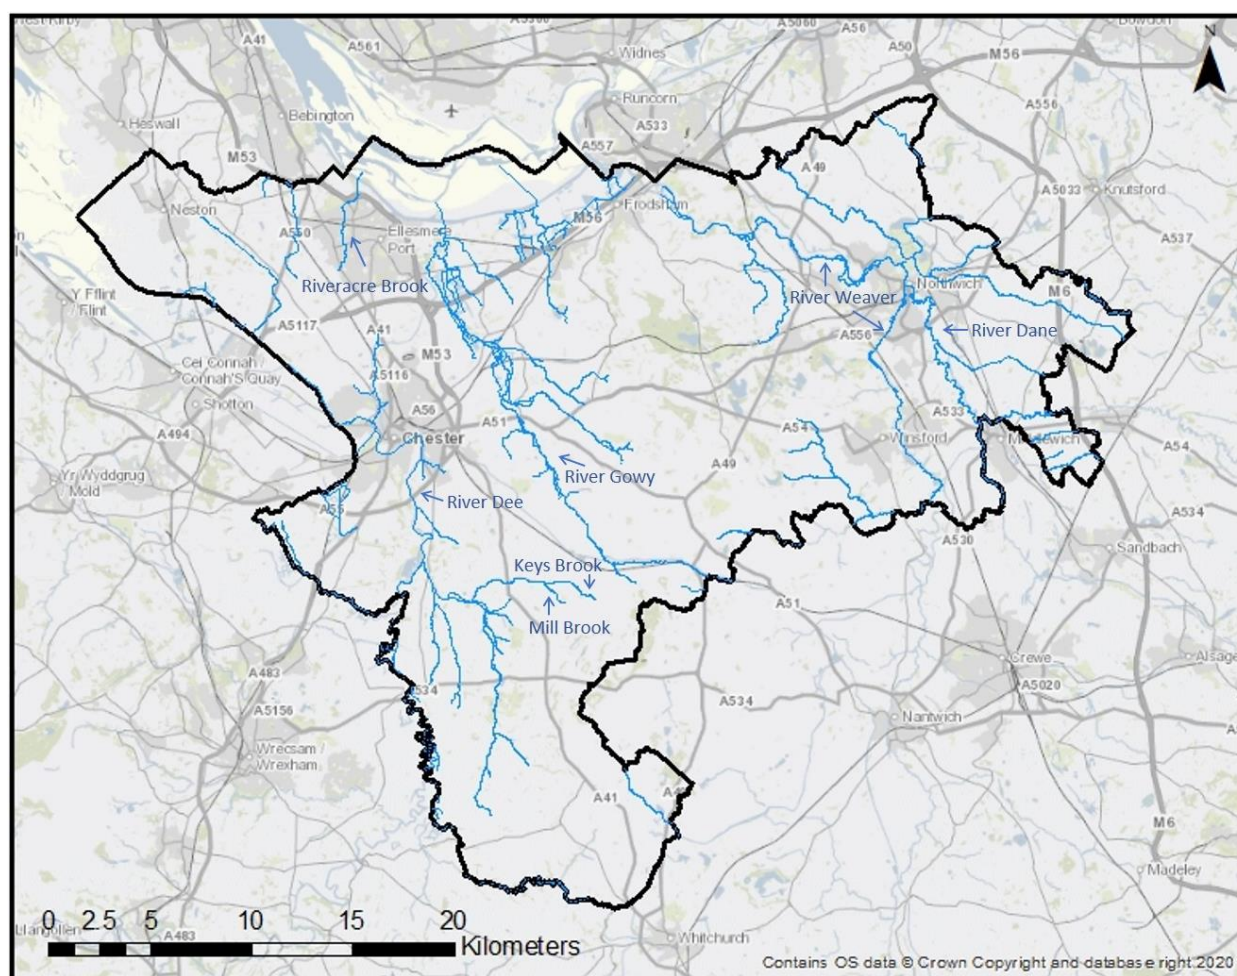 A41
A561
Widnes
A5060
A56
A50
M56
Bowdon
N
Heswall
Bebington
Runcorn
A533
A556
M53
A557
A49
A5033
Knutsford
Neston
A550
Ellesmere
Port
M56
Frodsham
A537
Riveracre Brook
Y Fflint
/ Flint
River Weaver
Northwich
M6
A5117
A41
A556
River Dane
M53
Cei Connah /
Connah'S Quay
A5116
Shotton
A56
A51
A533
A494
Chester
A54
Winsford
A54
Yr Wyddgrug
/ Mold
A49
River Gowy
A55
River Dee
A534
A530
Sandbach
Keys Brook
Mill Brook
A51
A483
Crewe
A534
A5020
A5156
A534
Nantwich
Wrecsam /
Wrexham
A41
M6
Madeley
0 2.5 5 10 15 20
Kilometers
A483
Whitchurch
Contains OS data © Crown Copyright and database right 2020